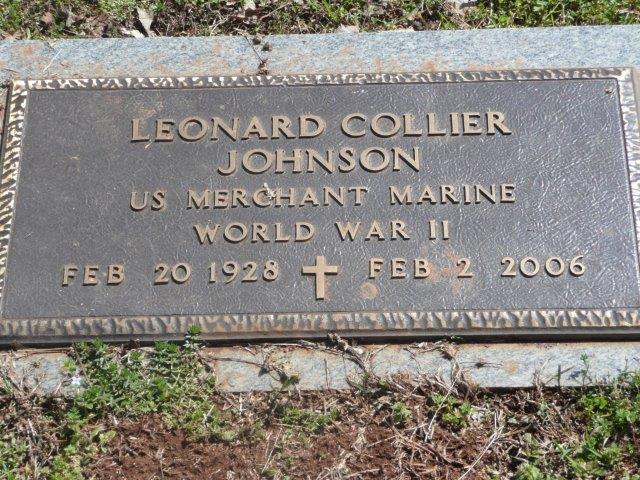 LEONARD COLLIER
JOHNSON
US MERCHANT MARINE
WORLD WAR II
FEB 20 1928 ✝ FEB 2 2006